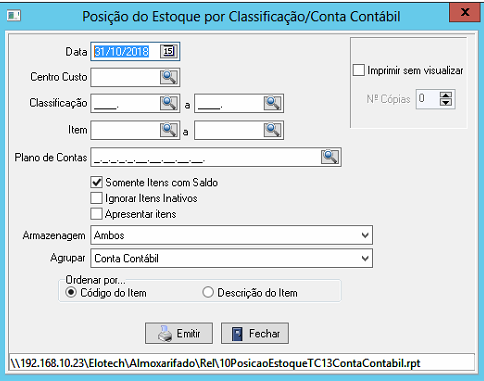 Posição do Estoque por Classificação/Conta Contábil
x
Data 31/10/2018 15
Imprimir sem visualizar
Centro Custo
Nº Cópias 0
Classificação ____. a ____.
Item a
Plano de Contas _._._._._.__.__.__.__.
Somente Itens com Saldo
Ignorar Itens Inativos
Apresentar itens
Armazenagem Ambos
Agrupar Conta Contábil
Ordenar por...
Código do Item Descrição do Item
Emitir Fechar
\\192.168.10.23\Elotech\Almoxarifado\Rel\10PosicaoEstoqueTC13ContaContabil.rpt